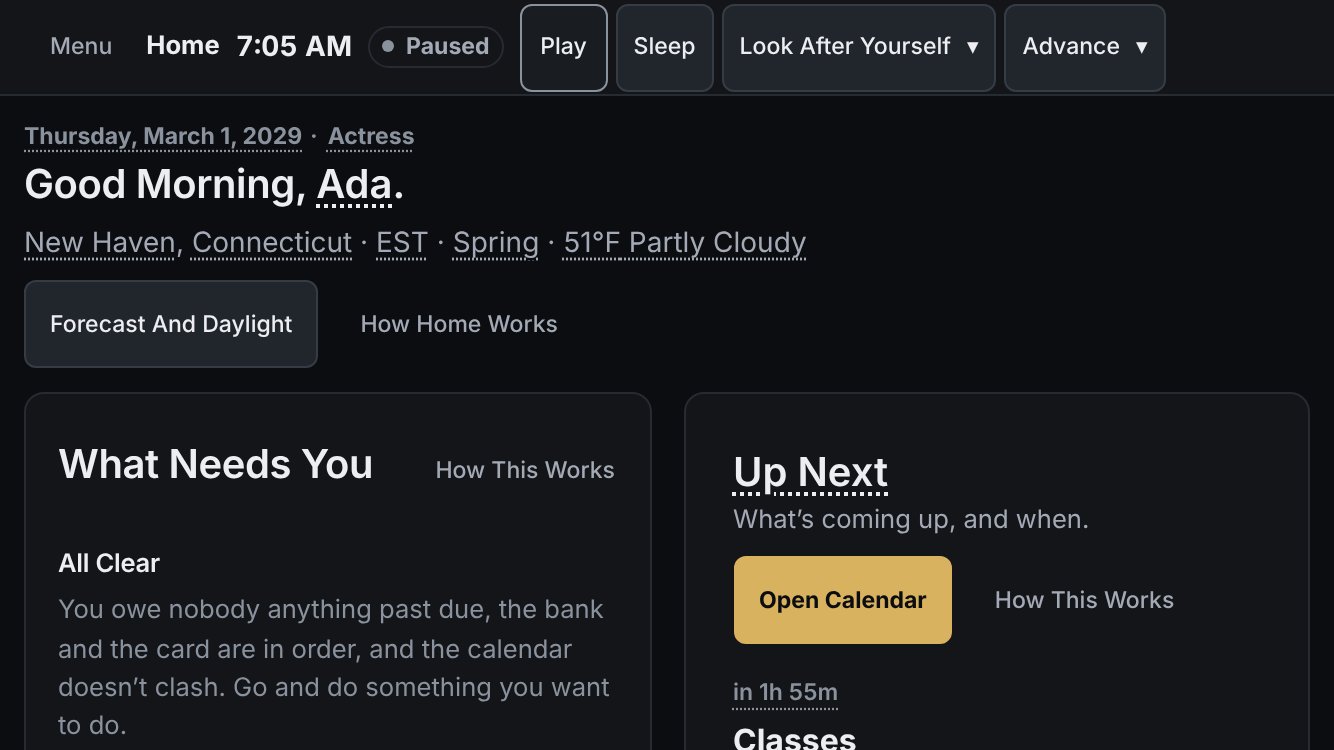 Menu Home 7:05 AM Paused Play Sleep Look After Yourself ▼ Advance ▼
Thursday, March 1, 2029 · Actress
Good Morning, Ada.
New Haven, Connecticut · EST · Spring · 51°F Partly Cloudy
Forecast And Daylight How Home Works
What Needs You How This Works
All Clear
You owe nobody anything past due, the bank
and the card are in order, and the calendar
doesn’t clash. Go and do something you want
to do.
Up Next
What’s coming up, and when.
Open Calendar How This Works
in 1h 55m
Classes